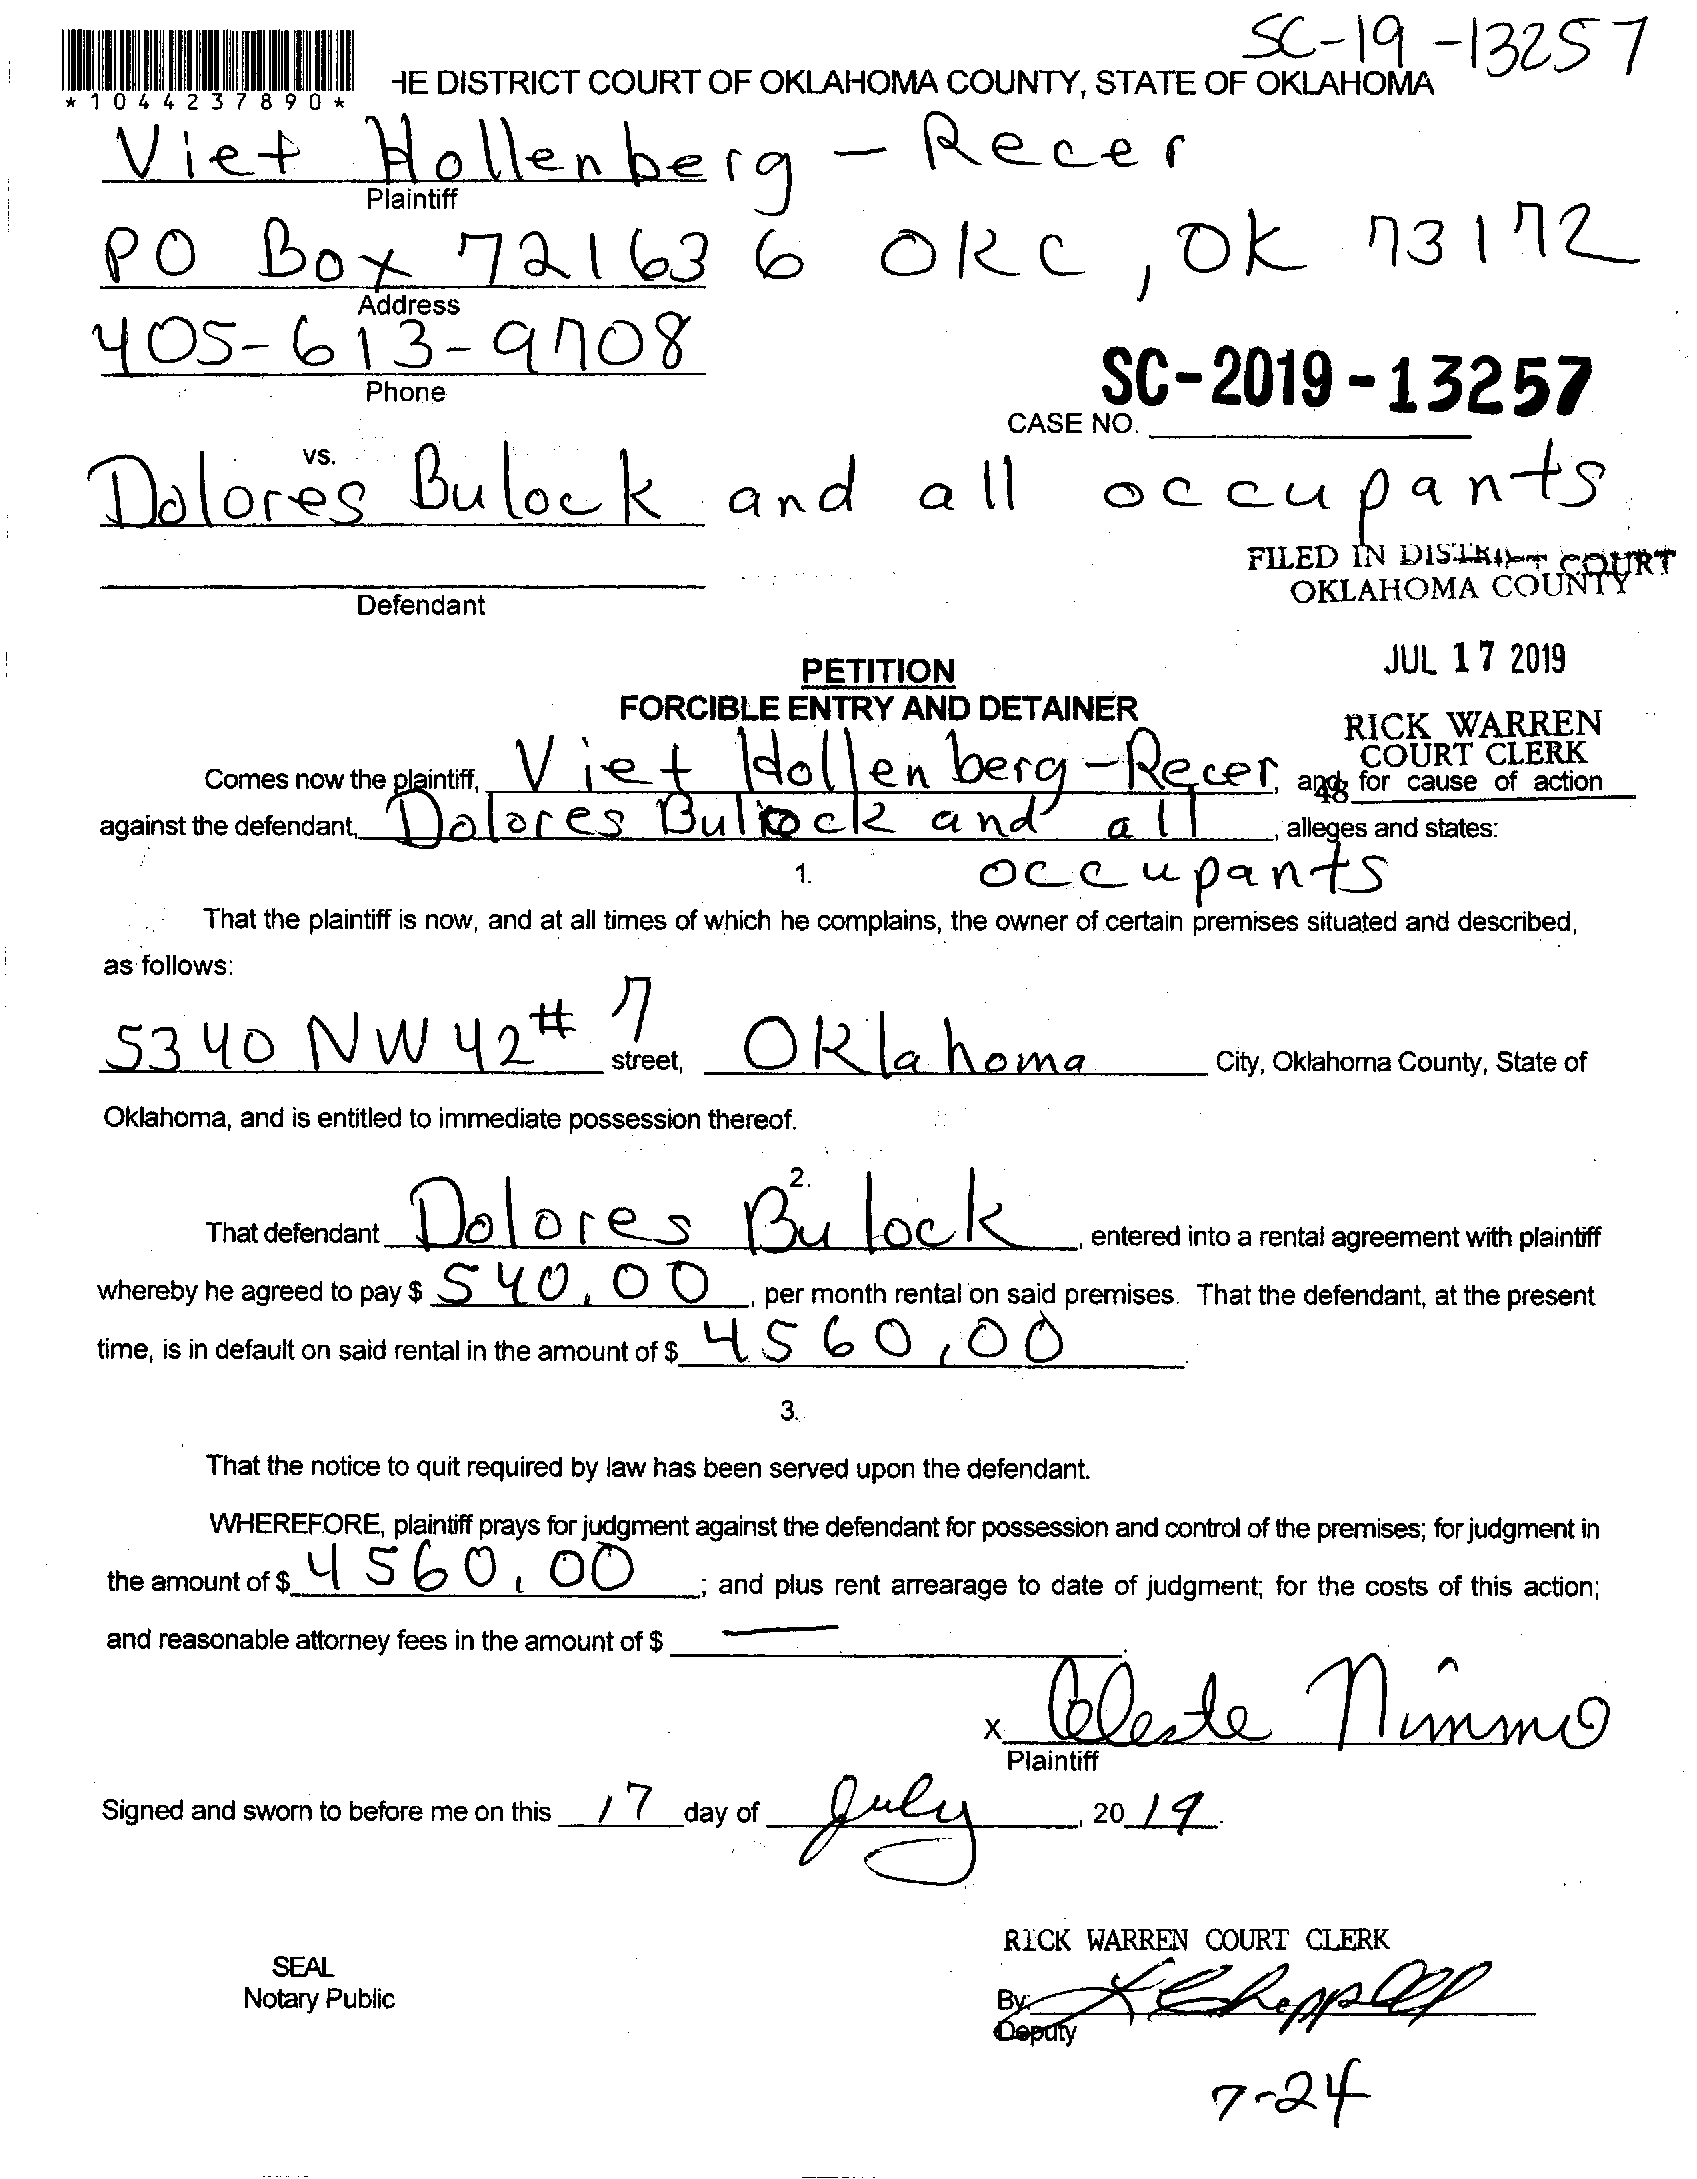 SC-19-13257
*1044237890*
HE DISTRICT COURT OF OKLAHOMA COUNTY, STATE OF OKLAHOMA
Viet Hollenberg - Recer
Plaintiff
PO Box 721636 OKC, OK 73172
Address
405-613-9708
Phone
SC-2019-13257
CASE NO.
vs.
Dolores Bulock and all occupants
FILED IN DISTRICT COURT
OKLAHOMA COUNTY
Defendant
JUL 17 2019
PETITION
FORCIBLE ENTRY AND DETAINER
RICK WARREN
COURT CLERK
48
Comes now the plaintiff, Viet Hollenberg-Recer, and for cause of action
against the defendant, Dolores Bulock and all, alleges and states:
occupants
1.
That the plaintiff is now, and at all times of which he complains, the owner of certain premises situated and described,
as follows:
5340 NW 42 # 7 street, Oklahoma City, Oklahoma County, State of
Oklahoma, and is entitled to immediate possession thereof.
2.
That defendant Dolores Bulock, entered into a rental agreement with plaintiff
whereby he agreed to pay $ 540.00, per month rental on said premises. That the defendant, at the present
time, is in default on said rental in the amount of $ 4560.00.
3.
That the notice to quit required by law has been served upon the defendant.
WHEREFORE, plaintiff prays for judgment against the defendant for possession and control of the premises; for judgment in
the amount of $ 4560.00; and plus rent arrearage to date of judgment; for the costs of this action;
and reasonable attorney fees in the amount of $ —.
x Celeste Nimmo
Plaintiff
Signed and sworn to before me on this 17 day of July, 2019.
RICK WARREN COURT CLERK
SEAL
Notary Public
By: K Chappell
Deputy
7-24